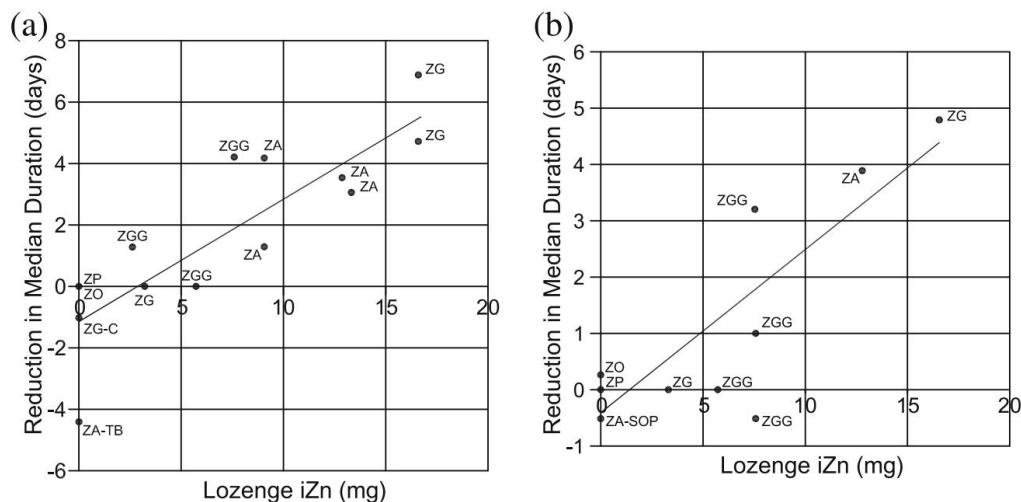 (a)
Reduction in Median Duration (days)
8
6
4
2
0
-2
-4
-6
ZG
ZG
ZGG
ZA
ZA
ZA
ZGG
ZA
ZP
ZO
ZG
ZGG
ZG-C
ZA-TB
0
5
10
15
20
Lozenge iZn (mg)
(b)
Reduction in Median Duration (days)
6
5
4
3
2
1
0
-1
ZG
ZA
ZGG
ZGG
ZO
ZP
ZG
ZGG
ZA-SOP
ZGG
0
5
10
15
20
Lozenge iZn (mg)